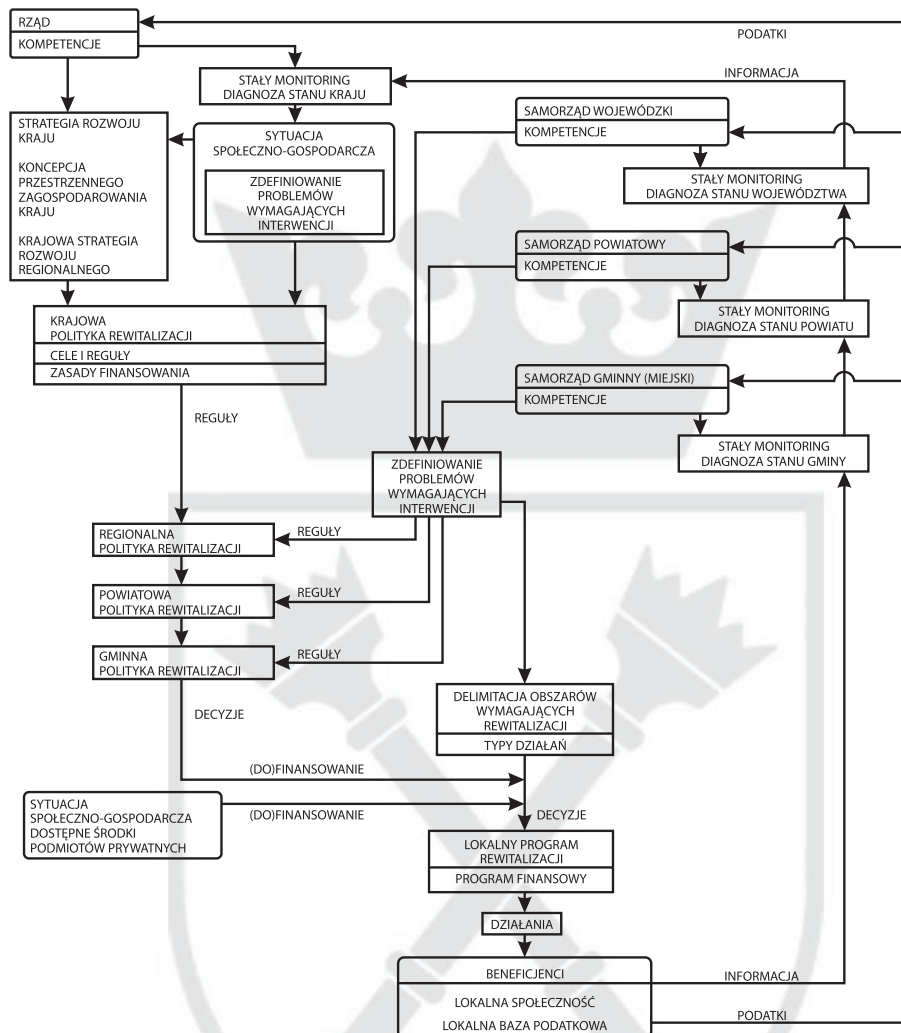 RZĄD
KOMPETENCJE
PODATKI
STAŁY MONITORING
DIAGNOZA STANU KRAJU
INFORMACJA
STRATEGIA ROZWOJU
KRAJU
KONCEPCJA
PRZESTRZENNEGO
ZAGOSPODAROWANIA
KRAJU
KRAJOWA STRATEGIA
ROZWOJU
REGIONALNEGO
SYTUACJA
SPOŁECZNO-GOSPODARCZA
ZDEFINIOWANIE
PROBLEMÓW
WYMAGAJĄCYCH
INTERWENCJI
SAMORZĄD WOJEWÓDZKI
KOMPETENCJE
STAŁY MONITORING
DIAGNOZA STANU WOJEWÓDZTWA
SAMORZĄD POWIATOWY
KOMPETENCJE
STAŁY MONITORING
DIAGNOZA STANU POWIATU
KRAJOWA
POLITYKA REWITALIZACJI
CELE I REGUŁY
ZASADY FINANSOWANIA
SAMORZĄD GMINNY (MIEJSKI)
KOMPETENCJE
STAŁY MONITORING
DIAGNOZA STANU GMINY
REGUŁY
ZDEFINIOWANIE
PROBLEMÓW
WYMAGAJĄCYCH
INTERWENCJI
REGIONALNA
POLITYKA REWITALIZACJI
REGUŁY
POWIATOWA
POLITYKA REWITALIZACJI
REGUŁY
GMINNA
POLITYKA REWITALIZACJI
REGUŁY
DECYZJE
DELIMITACJA OBSZARÓW
WYMAGAJĄCYCH
REWITALIZACJI
TYPY DZIAŁAŃ
(DO)FINANSOWANIE
SYTUACJA
SPOŁECZNO-GOSPODARCZA
DOSTĘPNE ŚRODKI
PODMIOTÓW PRYWATNYCH
(DO)FINANSOWANIE
DECYZJE
LOKALNY PROGRAM
REWITALIZACJI
PROGRAM FINANSOWY
DZIAŁANIA
BENEFICJENCI
INFORMACJA
LOKALNA SPOŁECZNOŚĆ
LOKALNA BAZA PODATKOWA
PODATKI